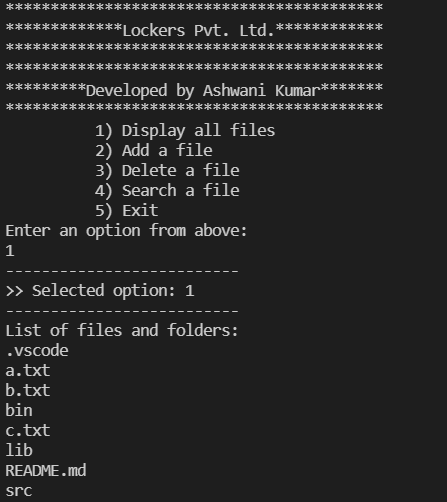 ******************************************
*************Lockers Pvt. Ltd.************
******************************************
******************************************
*********Developed by Ashwani Kumar*******
******************************************
1) Display all files
2) Add a file
3) Delete a file
4) Search a file
5) Exit
Enter an option from above:
1
--------------------------
>> Selected option: 1
--------------------------
List of files and folders:
.vscode
a.txt
b.txt
bin
c.txt
lib
README.md
src